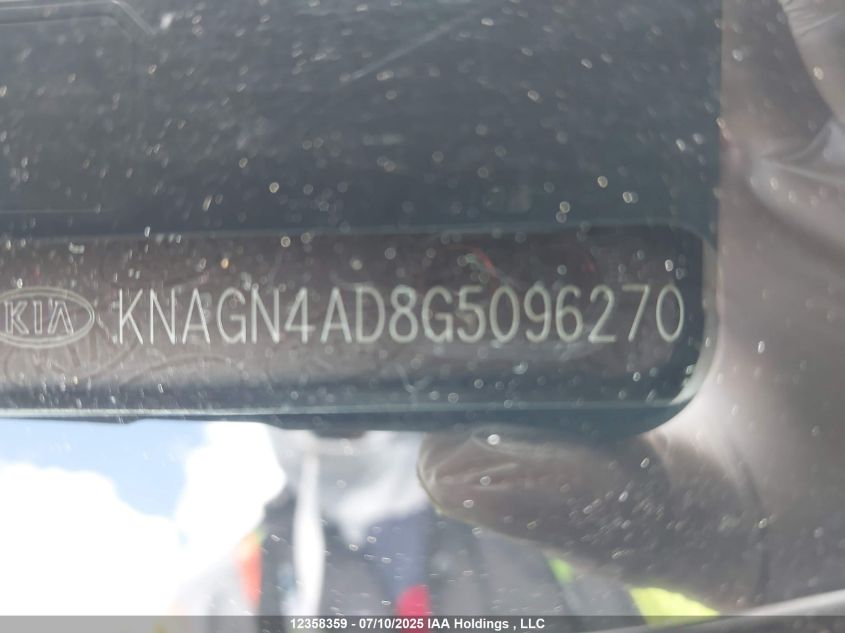 KIA KNAGN4AD8G5096270
12358359 - 07/10/2025 IAA Holdings , LLC